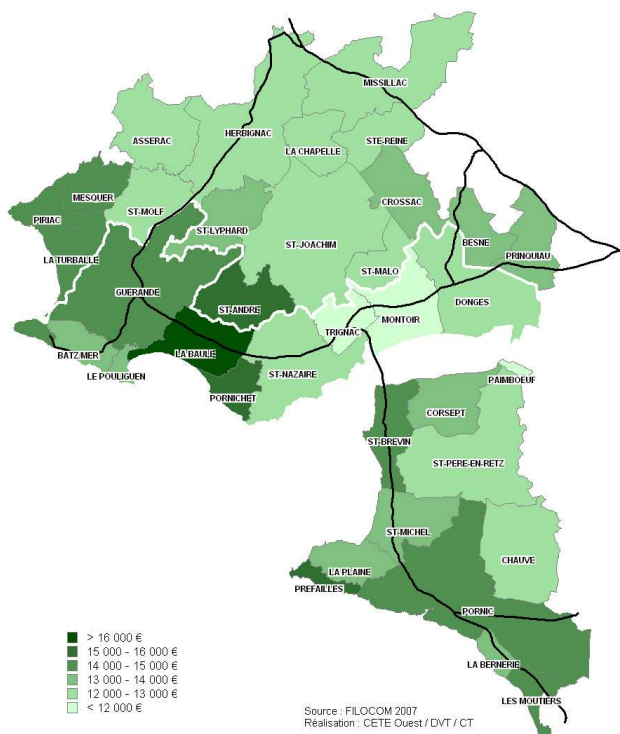 MISSILLAC
HERBIGNAC
ASSERAC
LA CHAPELLE
STE-REINE
MESQUER
CROSSAC
PIRIAC
ST-MOLF
ST-LYPHARD
ST-JOACHIM
BESNE
PRINQUIAU
LA TURBALLE
ST-MALO
GUERANDE
ST-ANDRE
DONGES
MONTOIR
TRIGNAC
BATZ/MER
LA BAULE
LE POULIGUEN
ST-NAZAIRE
PAIMBOEUF
PORNICHET
CORSEPT
ST-BREVIN
ST-PERE-EN-RETZ
ST-MICHEL
CHAUVE
LA PLAINE
PREFAILLES
PORNIC
LA BERNERIE
LES MOUTIERS
> 16 000 €
15 000 - 16 000 €
14 000 - 15 000 €
13 000 - 14 000 €
12 000 - 13 000 €
< 12 000 €
Source : FILOCOM 2007
Réalisation : CETE Ouest / DVT / CT